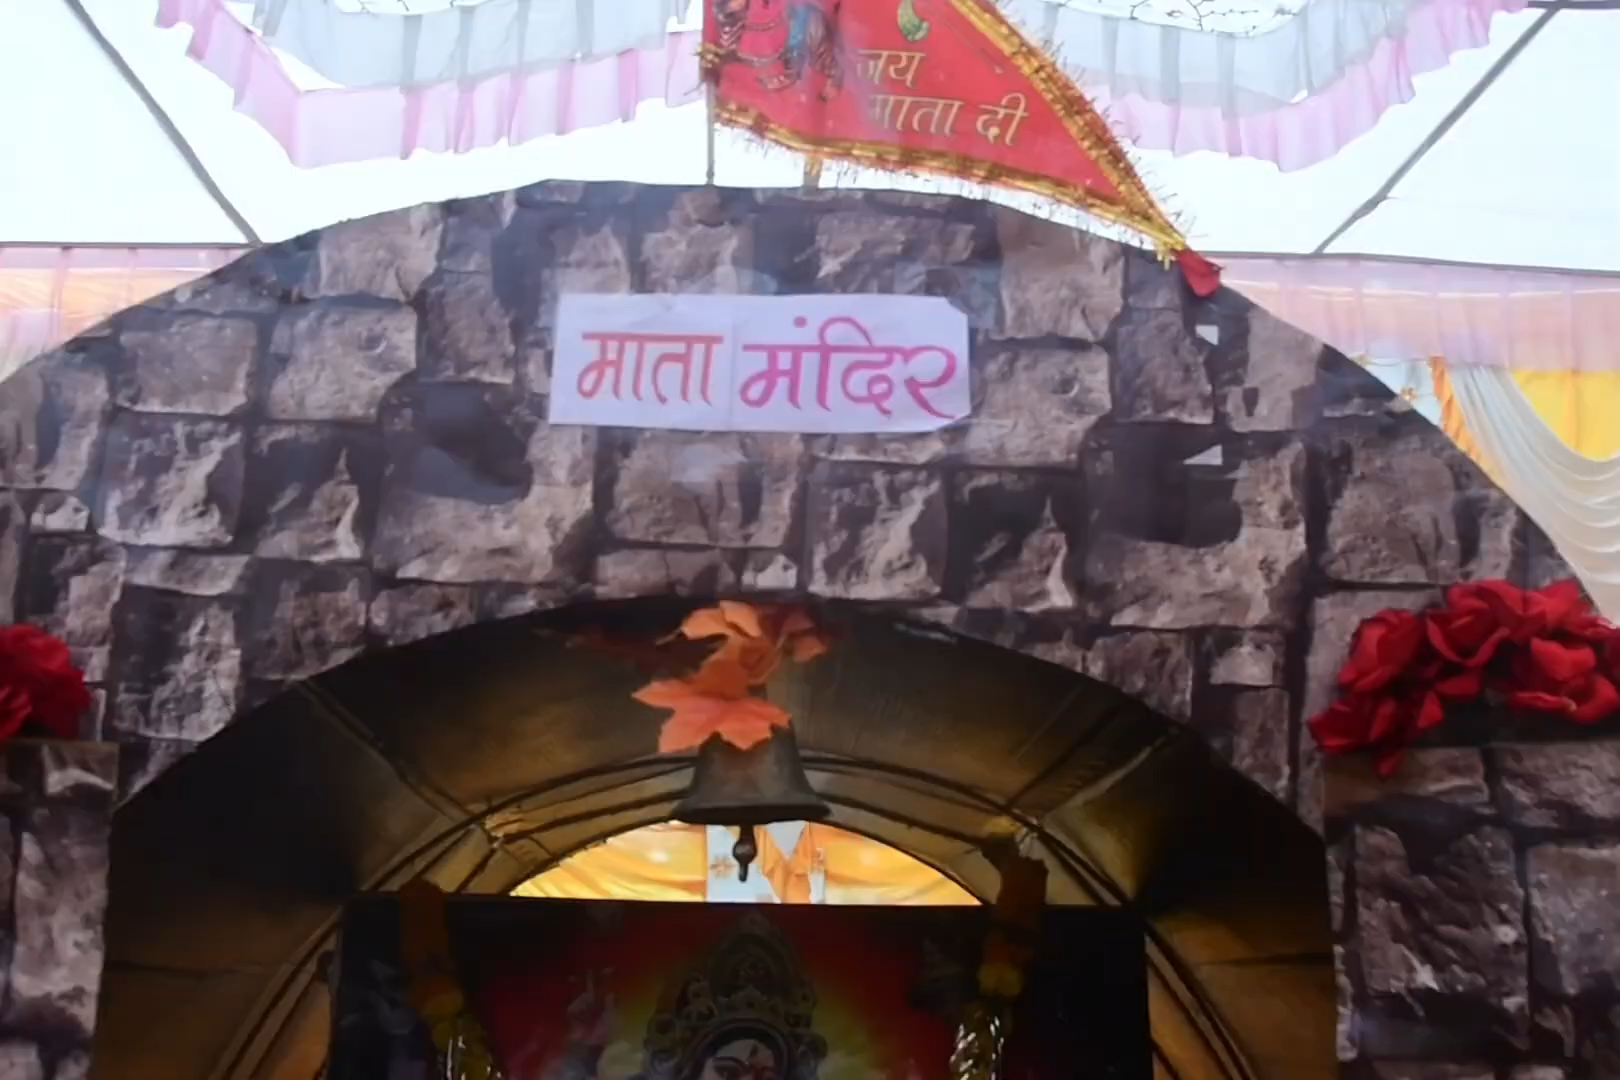 जय
माता दी
माता मंदिर